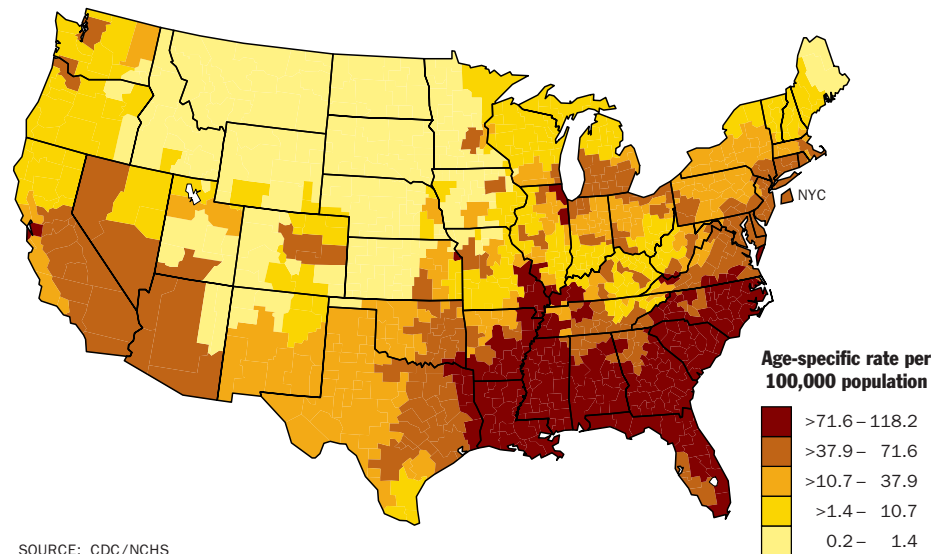 NYC
Age-specific rate per
100,000 population
>71.6 – 118.2
>37.9 – 71.6
>10.7 – 37.9
>1.4 – 10.7
0.2 – 1.4
SOURCE: CDC/NCHS